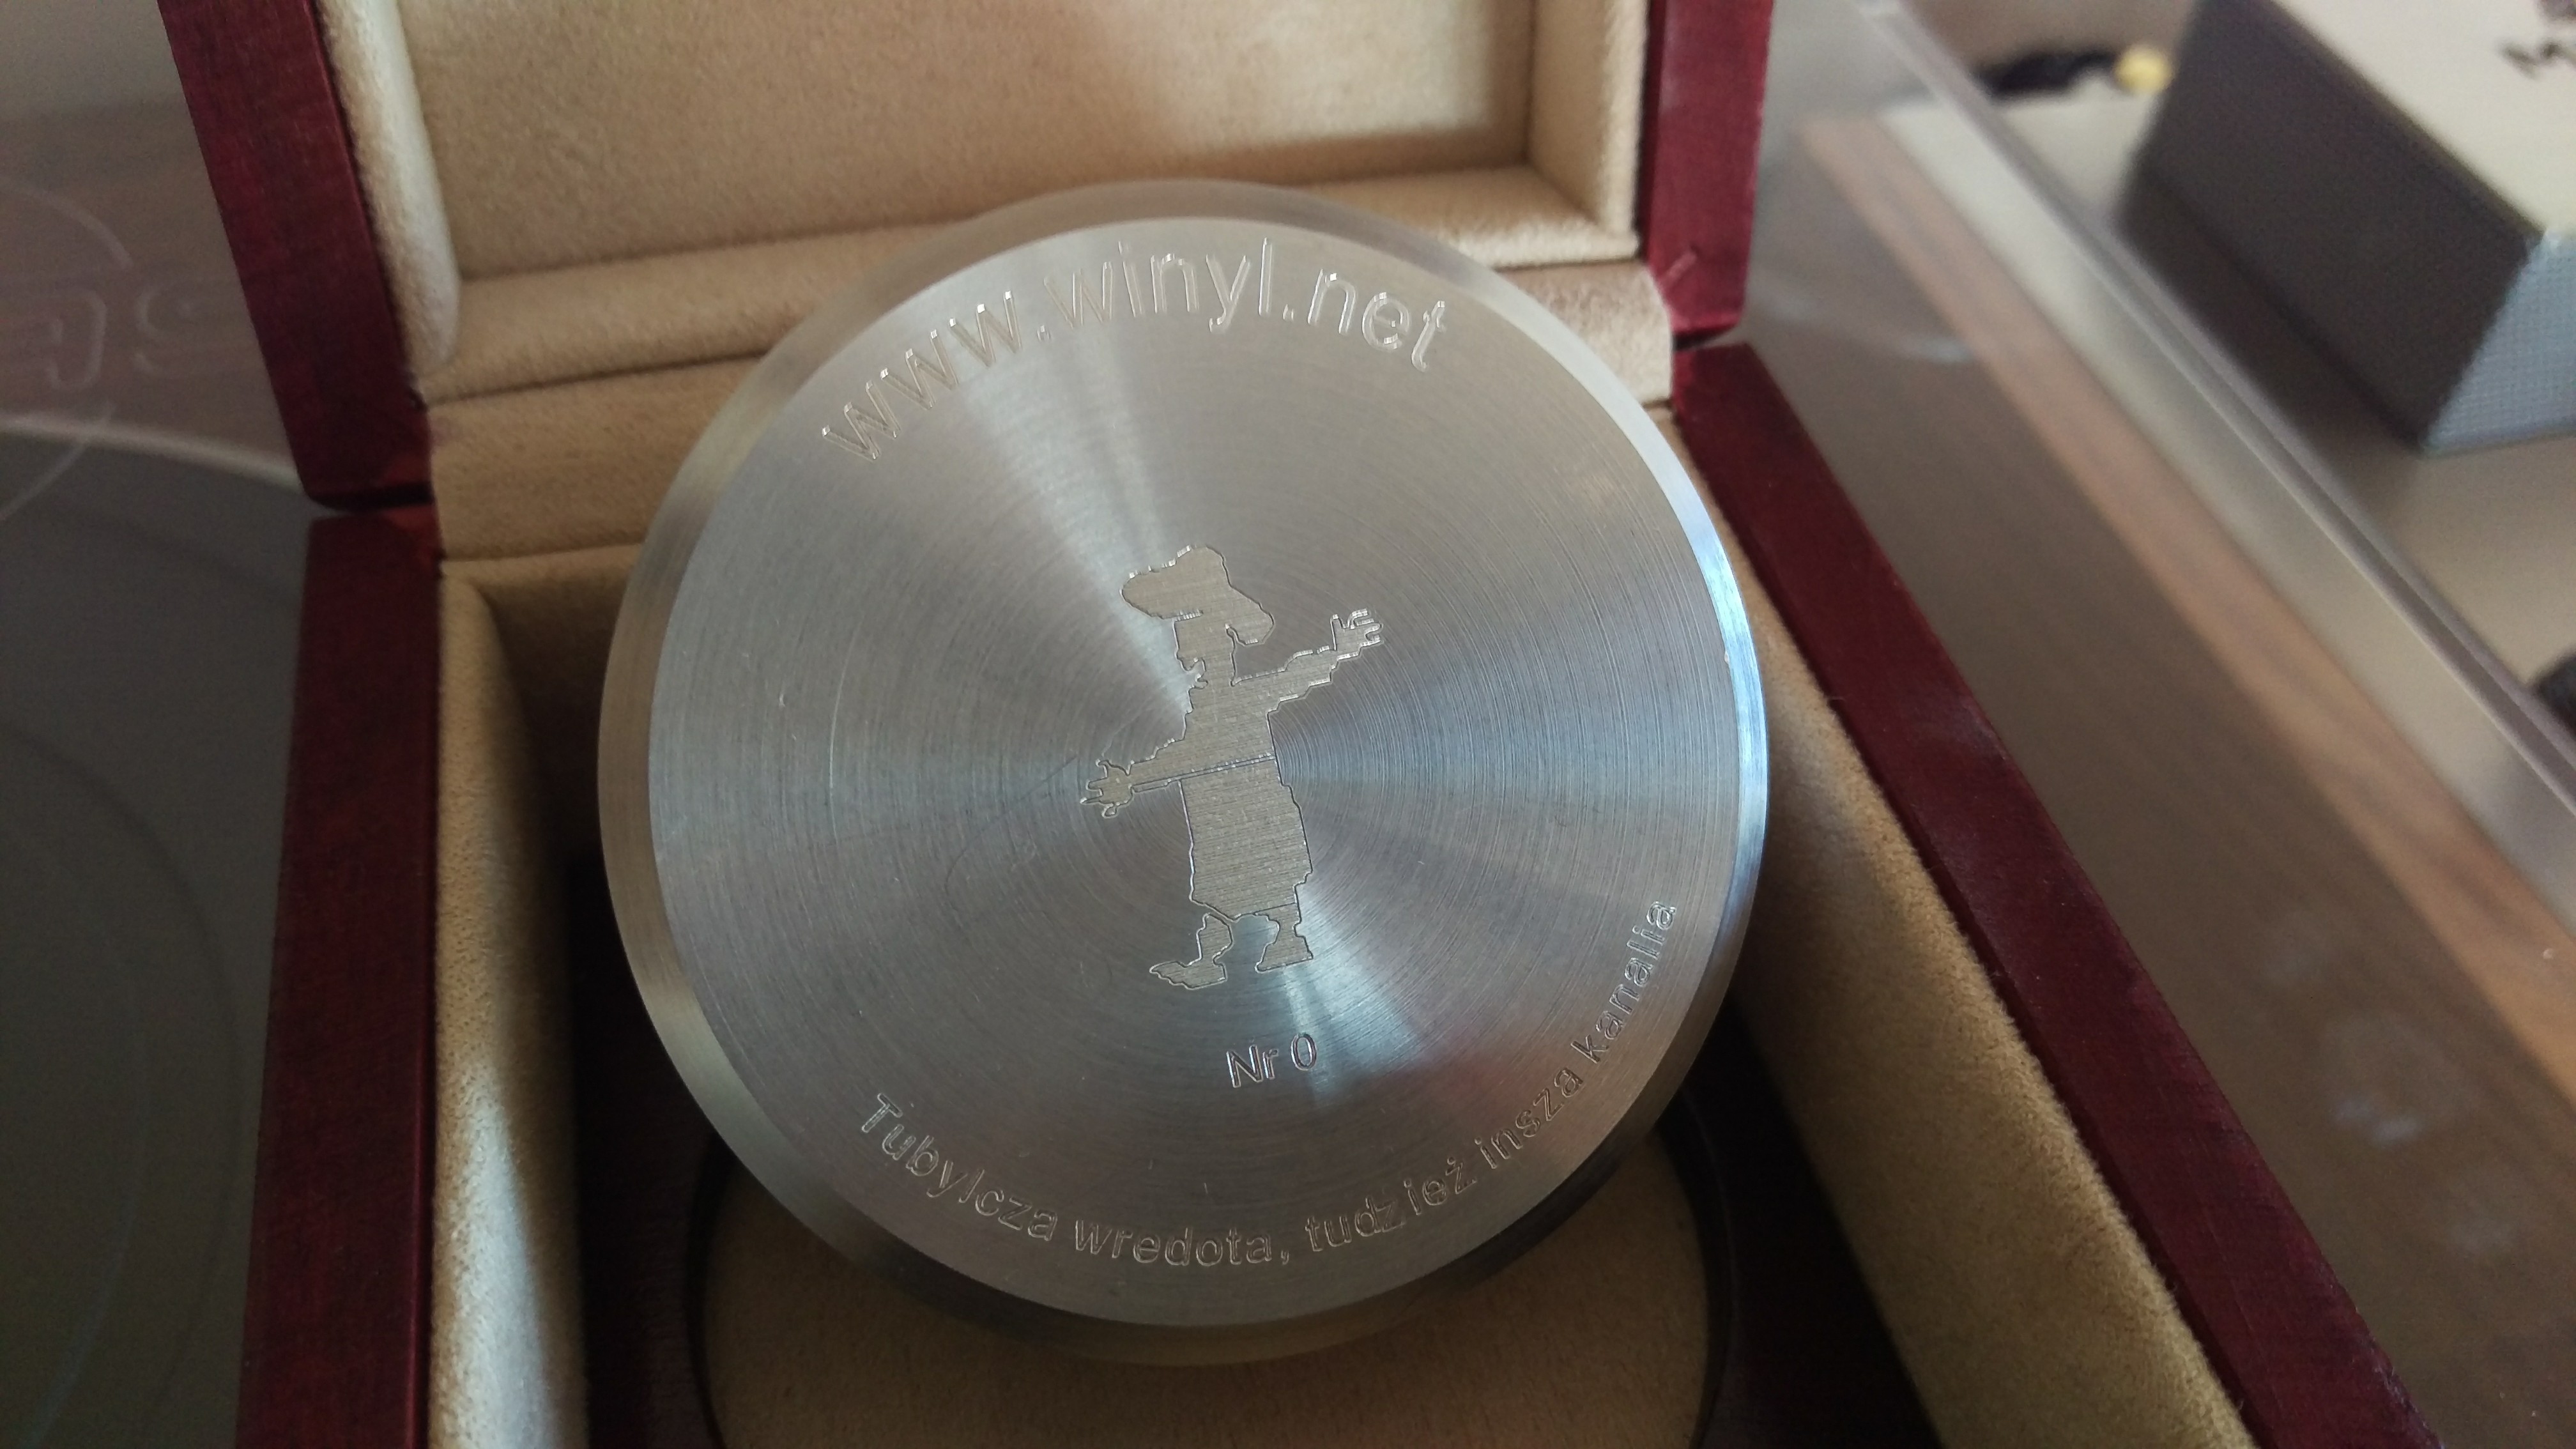 www.winyl.net
Nr 0
Tubylcza wredota, tudzież insza kanalia